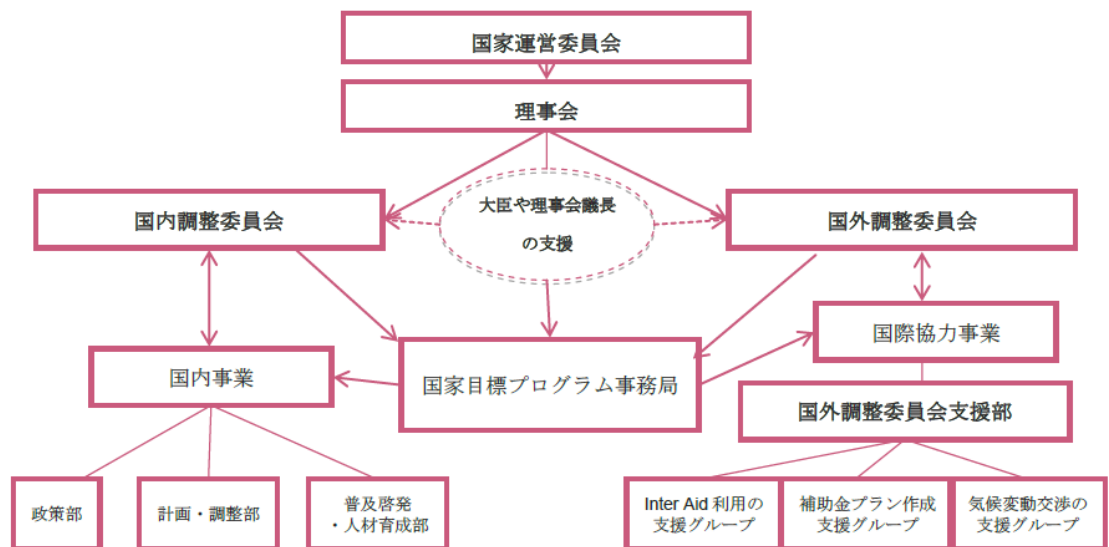 国家運営委員会
理事会
大臣や理事会議長
の支援
国内調整委員会
国外調整委員会
国際協力事業
国内事業
国家目標プログラム事務局
国外調整委員会支援部
政策部
計画・調整部
普及啓発
・人材育成部
Inter Aid 利用の
支援グループ
補助金プラン作成
支援グループ
気候変動交渉の
支援グループ